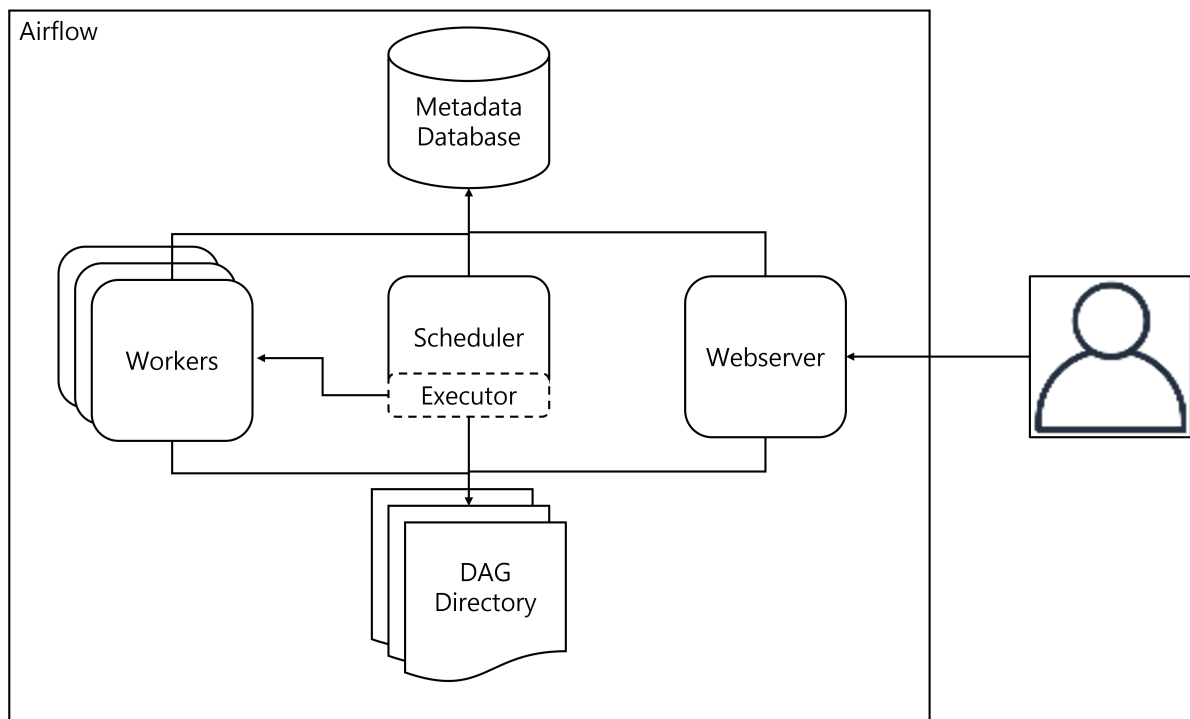 Airflow
Metadata
Database
Workers
Scheduler
Executor
Webserver
DAG
Directory